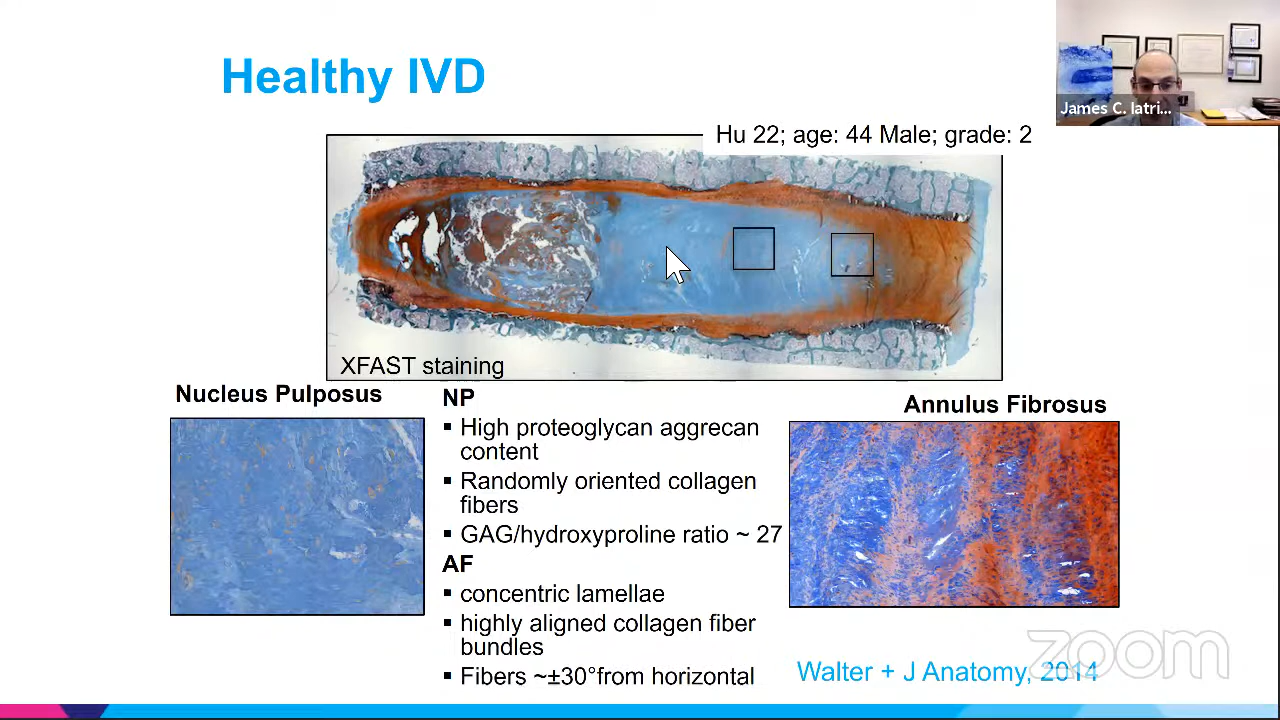 Healthy IVD
James C. Iatri...
Hu 22; age: 44 Male; grade: 2
XFAST staining
Nucleus Pulposus
NP
▪ High proteoglycan aggrecan
content
▪ Randomly oriented collagen
fibers
▪ GAG/hydroxyproline ratio ~ 27
AF
▪ concentric lamellae
▪ highly aligned collagen fiber
bundles
▪ Fibers ~±30°from horizontal
Annulus Fibrosus
zoom
Walter + J Anatomy, 2014